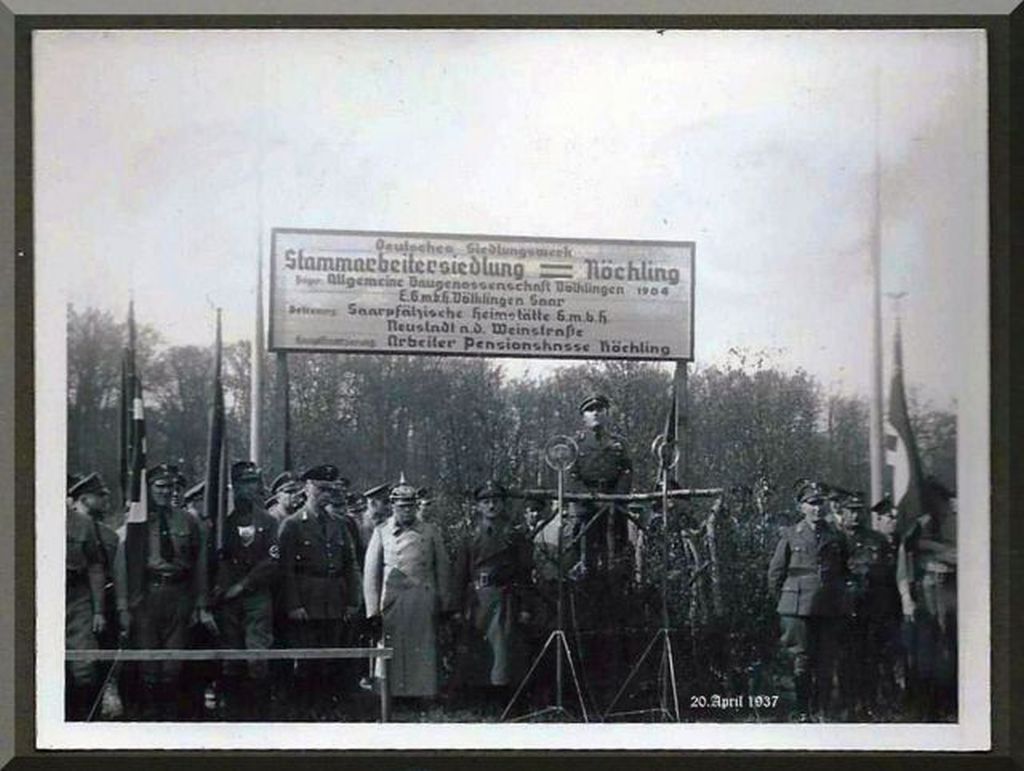 Deutsches Siedlungswerk
Stammarbeitersiedlung = Röchling
Allgemeine Baugenossenschaft Völklingen 1904
E.G.m.b.H. Völklingen Saar
Betreuung: Saarpfälzische Heimstätte G.m.b.H.
Neustadt a.d. Weinstraße
Arbeiter Pensionskasse Röchling
20.April 1937